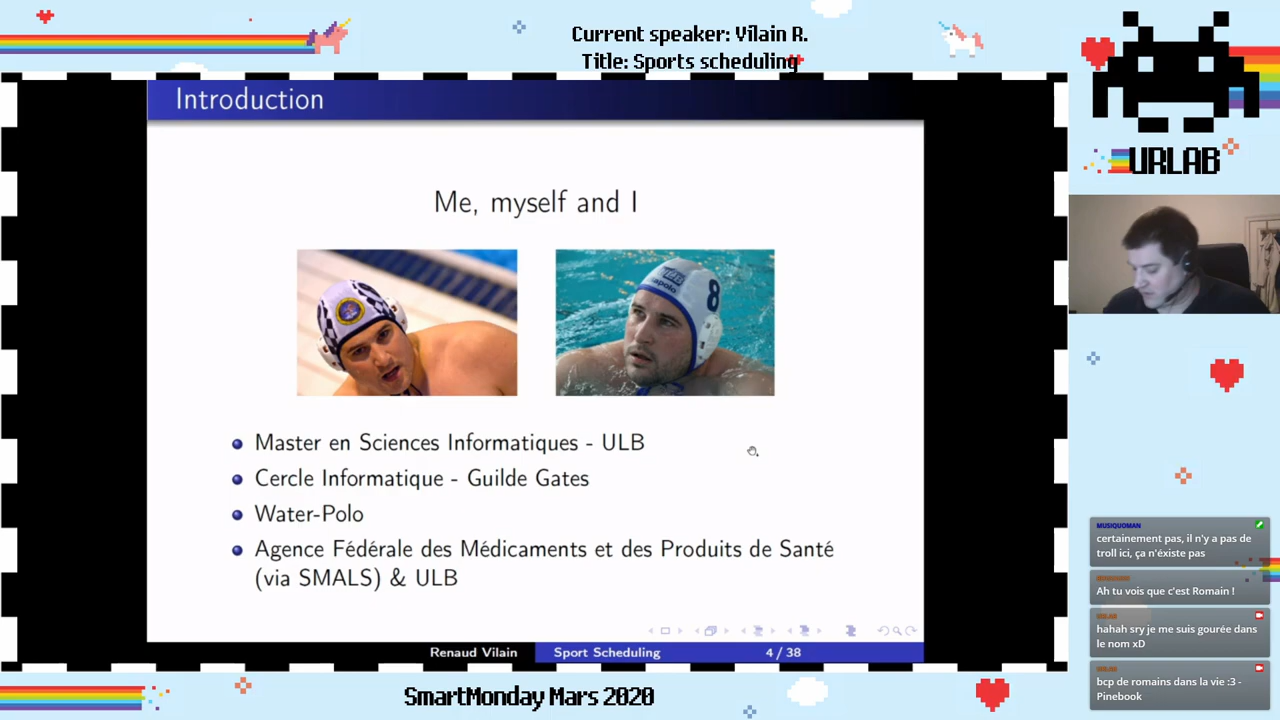 Current speaker: Vilain R.
Title: Sports scheduling
URLAB
Introduction
Me, myself and I
8
Master en Sciences Informatiques - ULB
Cercle Informatique - Guilde Gates
Water-Polo
Agence Fédérale des Médicaments et des Produits de Santé
(via SMALS) & ULB
Renaud Vilain
Sport Scheduling
4 / 38
MUSIQUOMAN
certainement pas, il n'y a pas de
troll ici, ça n'éxiste pas
Ah tu vois que c'est Romain !
hahah sry je me suis gourée dans
le nom xD
bcp de romains dans la vie :3 -
Pinebook
SmartMonday Mars 2020